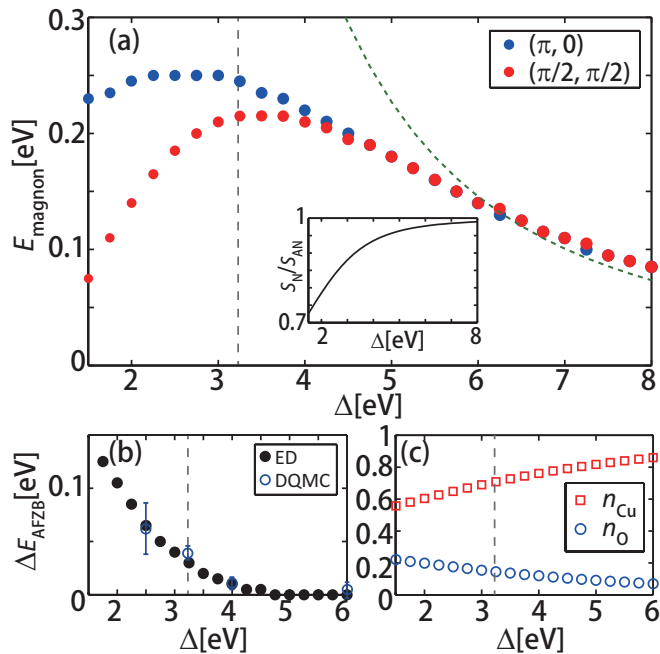 (a)
(π, 0)
(π/2, π/2)
0.3
0.2
0.1
0
E_magnon[eV]
1
0.7
S_N/S_AN
2 8
Δ[eV]
2 3 4 5 6 7 8
Δ[eV]
(b)
ED
DQMC
0.1
0
ΔE_AFZB[eV]
2 3 4 5 6
Δ[eV]
(c)
n_Cu
n_O
1
0.8
0.6
0.4
0.2
0
2 3 4 5 6
Δ[eV]